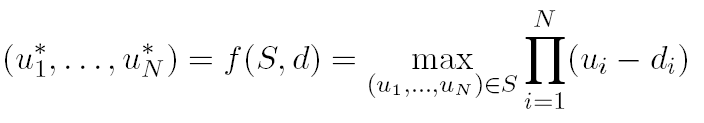 $(u_1^*, \ldots, u_N^*) = f(S, d) = \max_{(u_1, \ldots, u_N) \in S} \prod_{i=1}^{N} (u_i - d_i)$